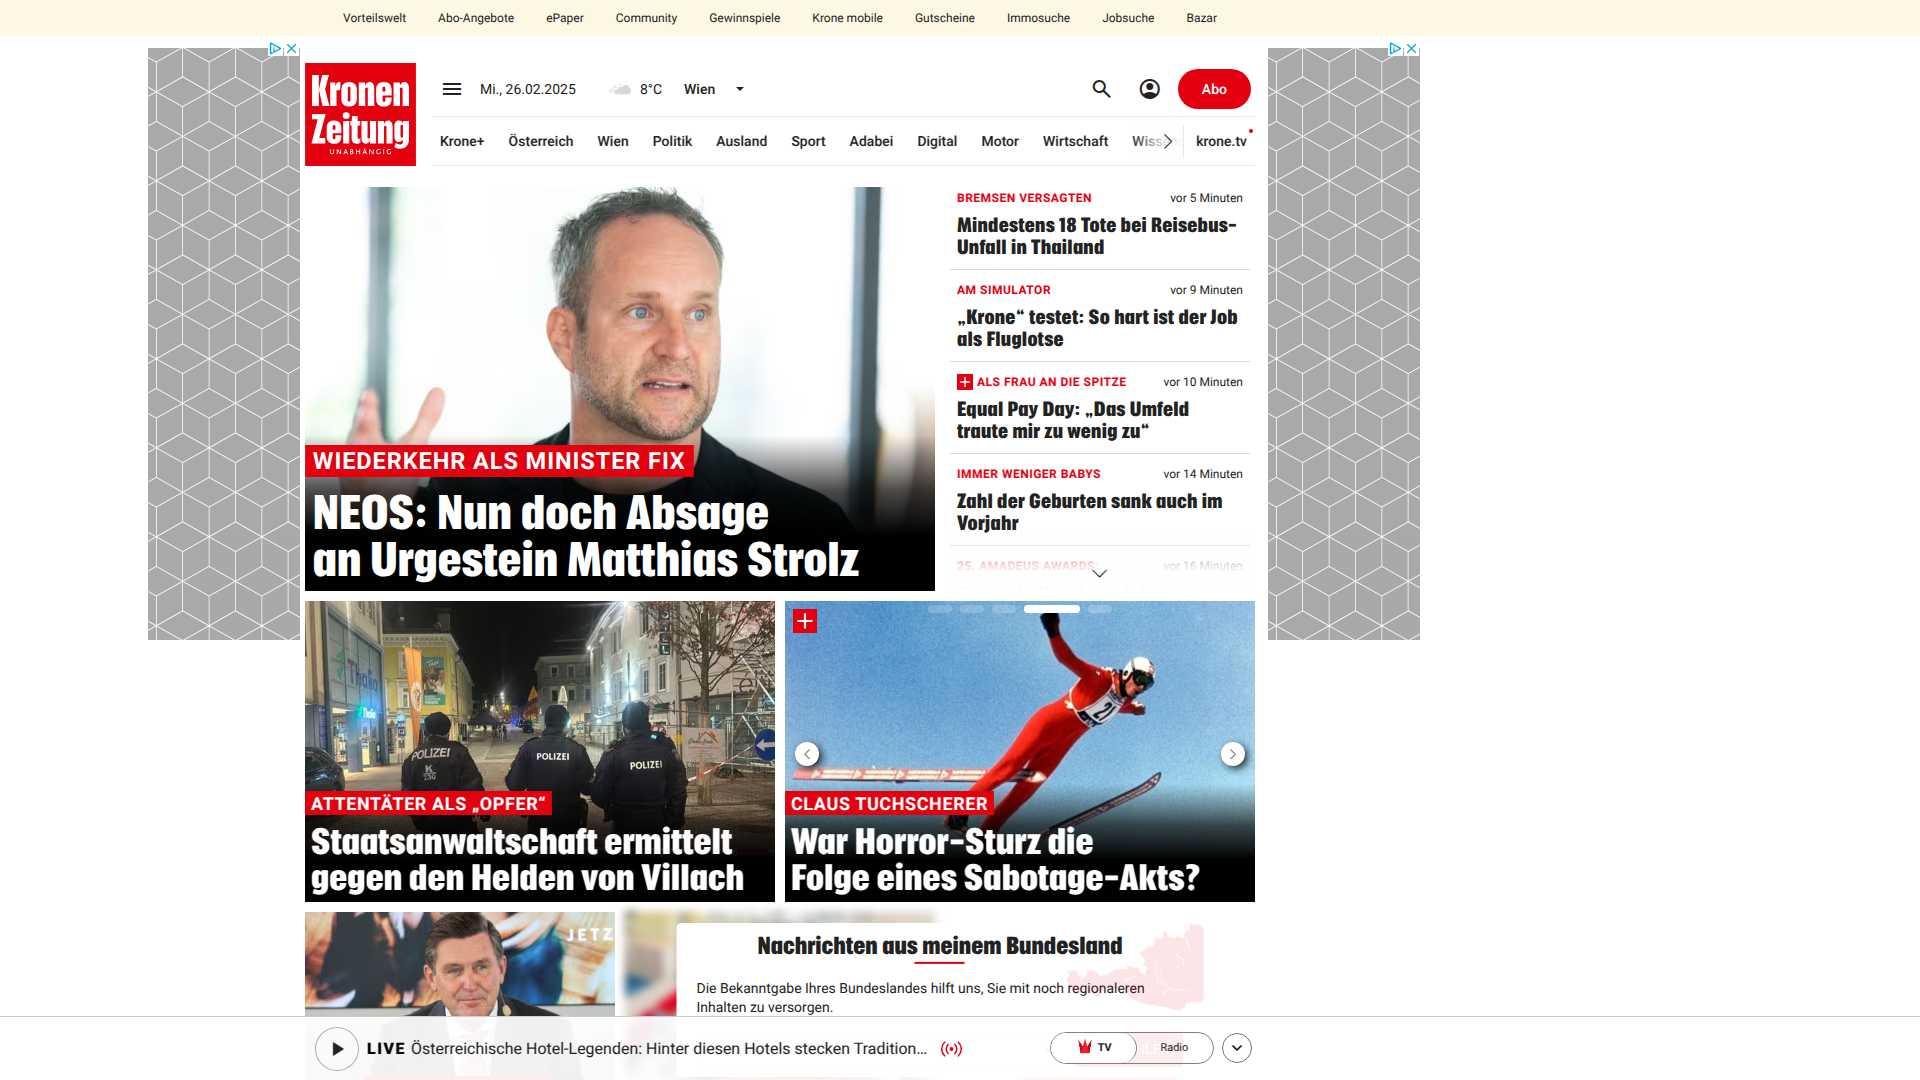 Vorteilswelt Abo-Angebote ePaper Community Gewinnspiele Krone mobile Gutscheine Immosuche Jobsuche Bazar
Kronen
Zeitung
UNABHÄNGIG
Mi., 26.02.2025 8°C Wien
Abo
Krone+ Österreich Wien Politik Ausland Sport Adabei Digital Motor Wirtschaft krone.tv
WIEDERKEHR ALS MINISTER FIX
NEOS: Nun doch Absage
an Urgestein Matthias Strolz
BREMSEN VERSAGTEN vor 5 Minuten
Mindestens 18 Tote bei Reisebus-
Unfall in Thailand
AM SIMULATOR vor 9 Minuten
„Krone“ testet: So hart ist der Job
als Fluglotse
ALS FRAU AN DIE SPITZE vor 10 Minuten
Equal Pay Day: „Das Umfeld
traute mir zu wenig zu“
IMMER WENIGER BABYS vor 14 Minuten
Zahl der Geburten sank auch im
Vorjahr
25. AMADEUS AWARDS: vor 16 Minuten
Thalia
POLIZEI
POLIZEI
POLIZEI
ATTENTÄTER ALS „OPFER“
Staatsanwaltschaft ermittelt
gegen den Helden von Villach
21
CLAUS TUCHSCHERER
War Horror-Sturz die
Folge eines Sabotage-Akts?
JETZ
Nachrichten aus meinem Bundesland
Die Bekanntgabe Ihres Bundeslandes hilft uns, Sie mit noch regionaleren
Inhalten zu versorgen.
LIVE Österreichische Hotel-Legenden: Hinter diesen Hotels stecken Tradition...
TV Radio